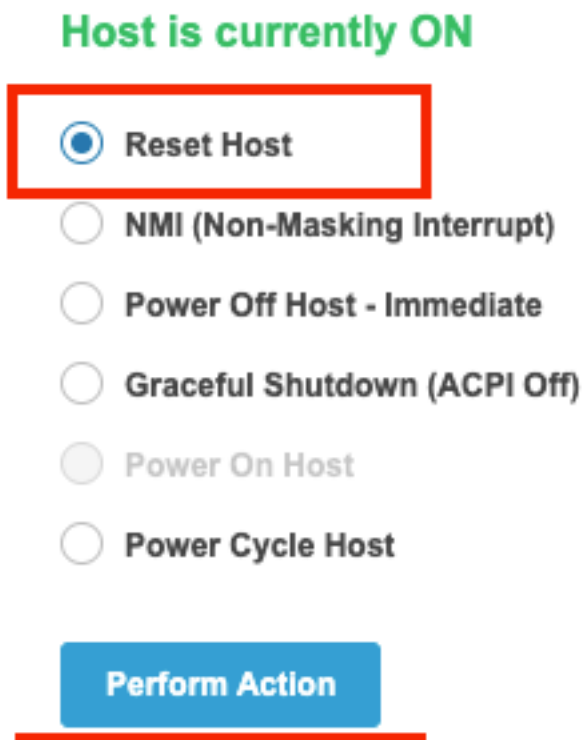 Host is currently ON
Reset Host
NMI (Non-Masking Interrupt)
Power Off Host - Immediate
Graceful Shutdown (ACPI Off)
Power On Host
Power Cycle Host
Perform Action